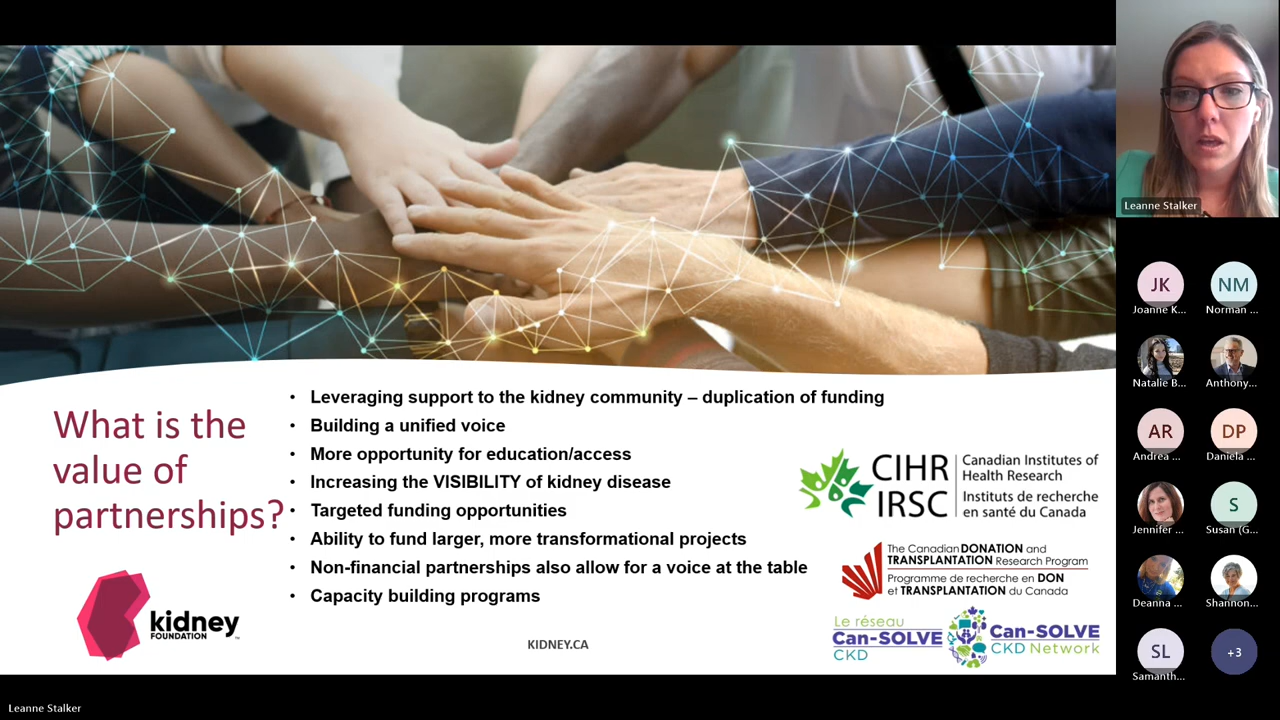 What is the
value of
partnerships?
• Leveraging support to the kidney community – duplication of funding
• Building a unified voice
• More opportunity for education/access
• Increasing the VISIBILITY of kidney disease
• Targeted funding opportunities
• Ability to fund larger, more transformational projects
• Non-financial partnerships also allow for a voice at the table
• Capacity building programs
kidney
FOUNDATION™
KIDNEY.CA
CIHR
IRSC
Canadian Institutes of
Health Research
Instituts de recherche
en santé du Canada
The Canadian DONATION and
TRANSPLANTATION Research Program
Programme de recherche en DON
et TRANSPLANTATION du Canada
Le réseau
Can-SOLVE
CKD
Can-SOLVE
CKD Network
Leanne Stalker
JK
Joanne K...
NM
Norman ...
Natalie B...
Anthony...
AR
Andrea ...
DP
Daniela ...
Jennifer ...
S
Susan (G...
Deanna ...
Shannon...
SL
Samanth...
+3
Leanne Stalker